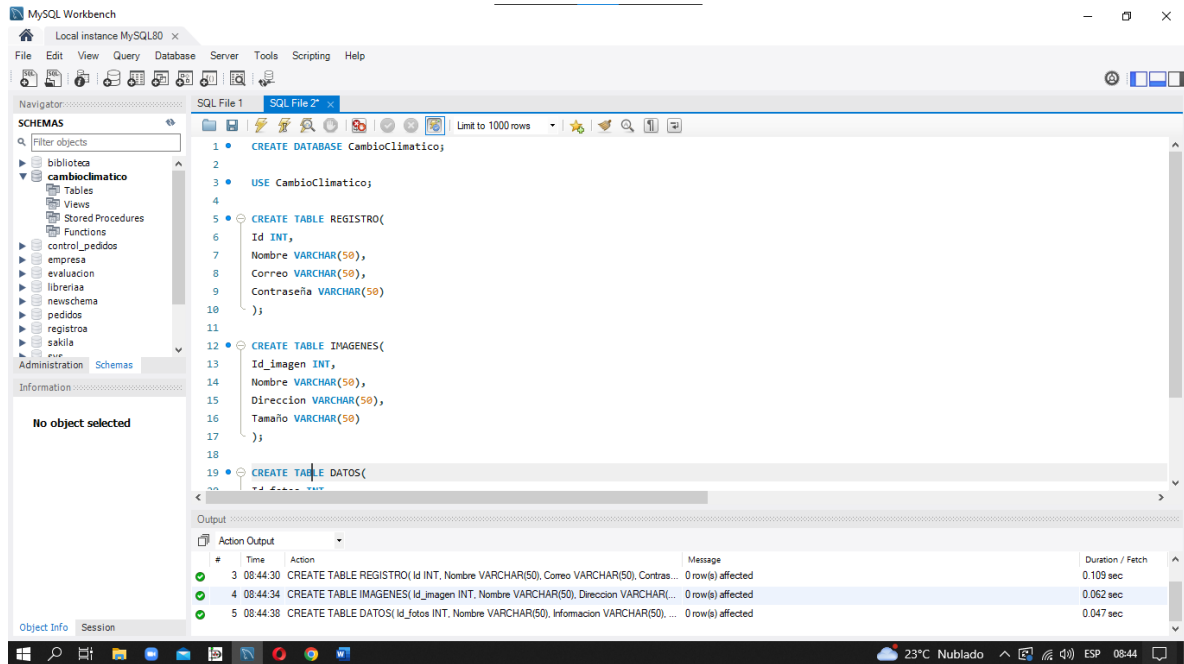 MySQL Workbench
Local instance MySQL80
File Edit View Query Database Server Tools Scripting Help
Navigator
SCHEMAS
Filter objects
biblioteca
cambioclimatico
Tables
Views
Stored Procedures
Functions
control_pedidos
empresa
evaluacion
libreriaa
newschema
pedidos
registroa
sakila
sys
Administration Schemas
Information
No object selected
Object Info Session
SQL File 1 SQL File 2*
Limit to 1000 rows
1 CREATE DATABASE CambioClimatico;
2
3 USE CambioClimatico;
4
5 CREATE TABLE REGISTRO(
6 Id INT,
7 Nombre VARCHAR(50),
8 Correo VARCHAR(50),
9 Contraseña VARCHAR(50)
10 );
11
12 CREATE TABLE IMAGENES(
13 Id_imagen INT,
14 Nombre VARCHAR(50),
15 Direccion VARCHAR(50),
16 Tamaño VARCHAR(50)
17 );
18
19 CREATE TABLE DATOS(
20 Id_fotos INT
Output
Action Output
# Time Action Message Duration / Fetch
3 08:44:30 CREATE TABLE REGISTRO( Id INT, Nombre VARCHAR(50), Correo VARCHAR(50), Contras... 0 row(s) affected 0.109 sec
4 08:44:34 CREATE TABLE IMAGENES( Id_imagen INT, Nombre VARCHAR(50), Direccion VARCHAR(... 0 row(s) affected 0.062 sec
5 08:44:38 CREATE TABLE DATOS( Id_fotos INT, Nombre VARCHAR(50), Informacion VARCHAR(50), ... 0 row(s) affected 0.047 sec
23°C Nublado ESP 08:44